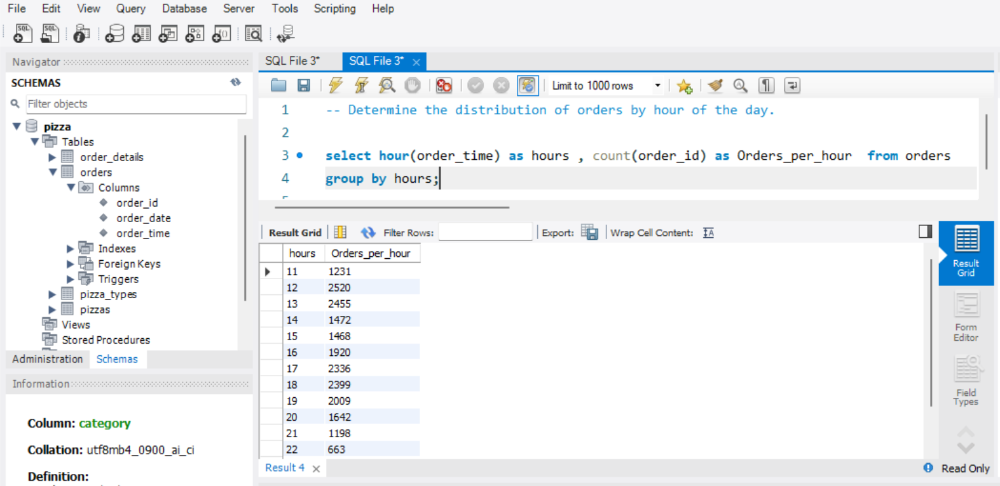 File Edit View Query Database Server Tools Scripting Help
Navigator
SCHEMAS
Filter objects
pizza
Tables
order_details
orders
Columns
order_id
order_date
order_time
Indexes
Foreign Keys
Triggers
pizza_types
pizzas
Views
Stored Procedures
Administration Schemas
Information
Column: category
Collation: utf8mb4_0900_ai_ci
Definition:
SQL File 3* SQL File 3*
Limit to 1000 rows
1 -- Determine the distribution of orders by hour of the day.
2
3 select hour(order_time) as hours , count(order_id) as Orders_per_hour from orders
4 group by hours;
Result Grid Filter Rows: Export: Wrap Cell Content:
hours Orders_per_hour
11 1231
12 2520
13 2455
14 1472
15 1468
16 1920
17 2336
18 2399
19 2009
20 1642
21 1198
22 663
Result 4
Result
Grid
Form
Editor
Field
Types
Read Only